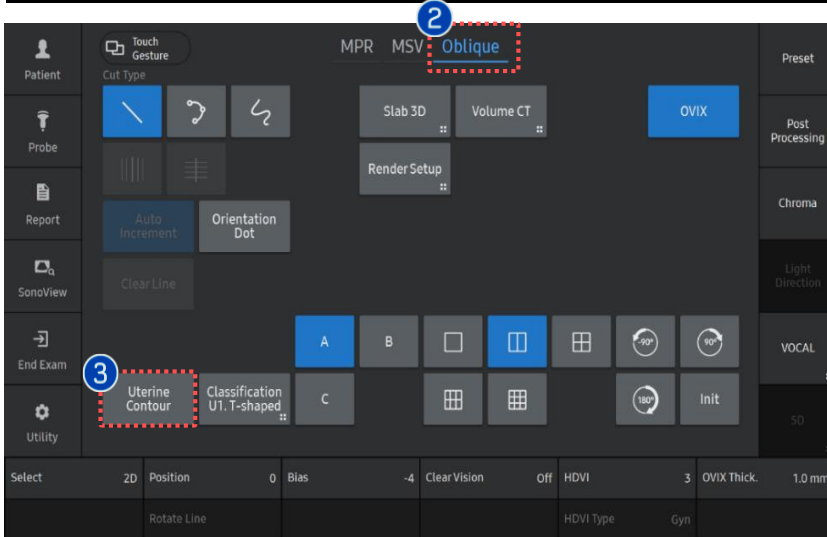 2
Touch
Gesture
MPR MSV Oblique
Patient
Cut Type
Preset
Slab 3D
Volume CT
OVIX
Probe
Post
Processing
Render Setup
Report
Auto
Increment
Orientation
Dot
Chroma
SonoView
Clear Line
Light
Direction
End Exam
A
B
-90°
90°
VOCAL
3
Uterine
Contour
Classification
U1. T-shaped
C
180°
Init
Utility
5D
Select 2D
Position 0
Bias -4
Clear Vision Off
HDVI 3
OVIX Thick. 1.0 mm
Rotate Line
HDVI Type Gyn